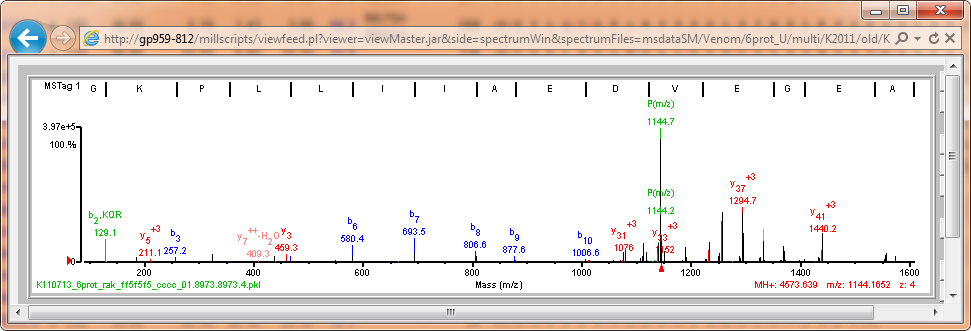 http://gp959-812/millscripts/viewfeed.pl?viewer=viewMaster.jar&side=spectrumWin&spectrumFiles=msdataSM/Venom/6prot_U/multi/K2011/old/K
MSTag 1 G K P L L I I A E D V E G E A
P(m/z)
1144.7
3.97e+5
100.%
P(m/z)
1144.2
y37+3
1294.7
b2,KQR
129.1
y5+3
211.1
b3
257.2
y7++-H2O
409.3
y3
459.3
b6
580.4
b7
693.5
b8
806.6
b9
877.6
b10
1006.6
y31+3
1076
y33+3
1152
y41+3
1440.2
200 400 600 800 1000 1200 1400 1600
K110713_6prot_rak_ff5f5f5_cccc_01.8973.8973.4.pkl Mass (m/z) MH+: 4573.639 m/z: 1144.1652 z: 4